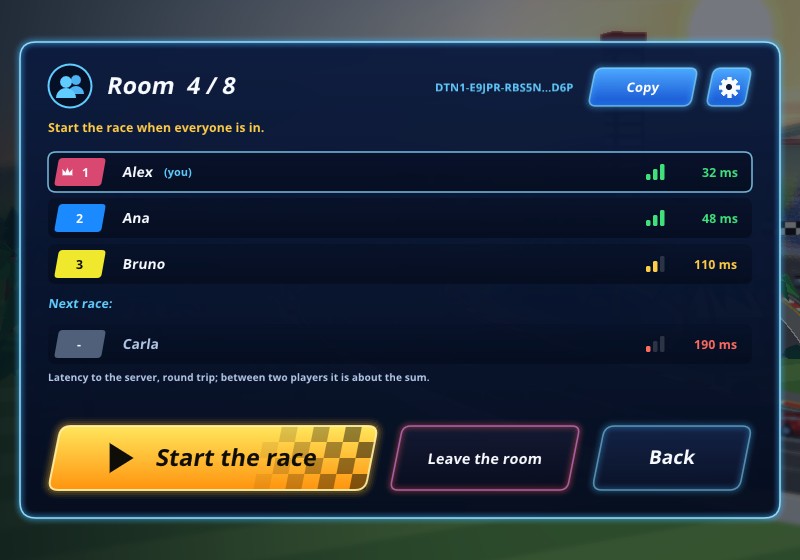 Room 4 / 8
DTN1-E9JPR-RBS5N...D6P
Copy
Start the race when everyone is in.
1 Alex (you) 32 ms
2 Ana 48 ms
3 Bruno 110 ms
Next race:
- Carla 190 ms
Latency to the server, round trip; between two players it is about the sum.
Start the race
Leave the room
Back